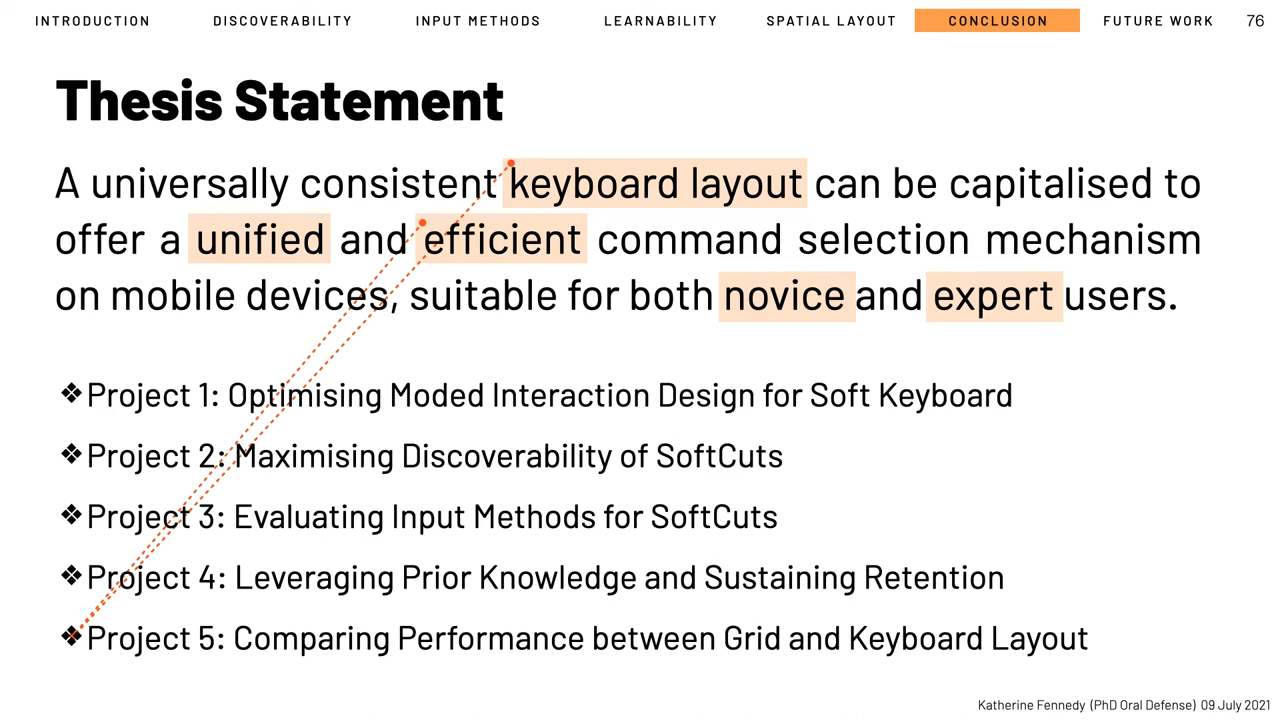 INTRODUCTION DISCOVERABILITY INPUT METHODS LEARNABILITY SPATIAL LAYOUT CONCLUSION FUTURE WORK 76
Thesis Statement
A universally consistent keyboard layout can be capitalised to
offer a unified and efficient command selection mechanism
on mobile devices, suitable for both novice and expert users.
❖Project 1: Optimising Moded Interaction Design for Soft Keyboard
❖Project 2: Maximising Discoverability of SoftCuts
❖Project 3: Evaluating Input Methods for SoftCuts
❖Project 4: Leveraging Prior Knowledge and Sustaining Retention
❖Project 5: Comparing Performance between Grid and Keyboard Layout
Katherine Fennedy (PhD Oral Defense) 09 July 2021